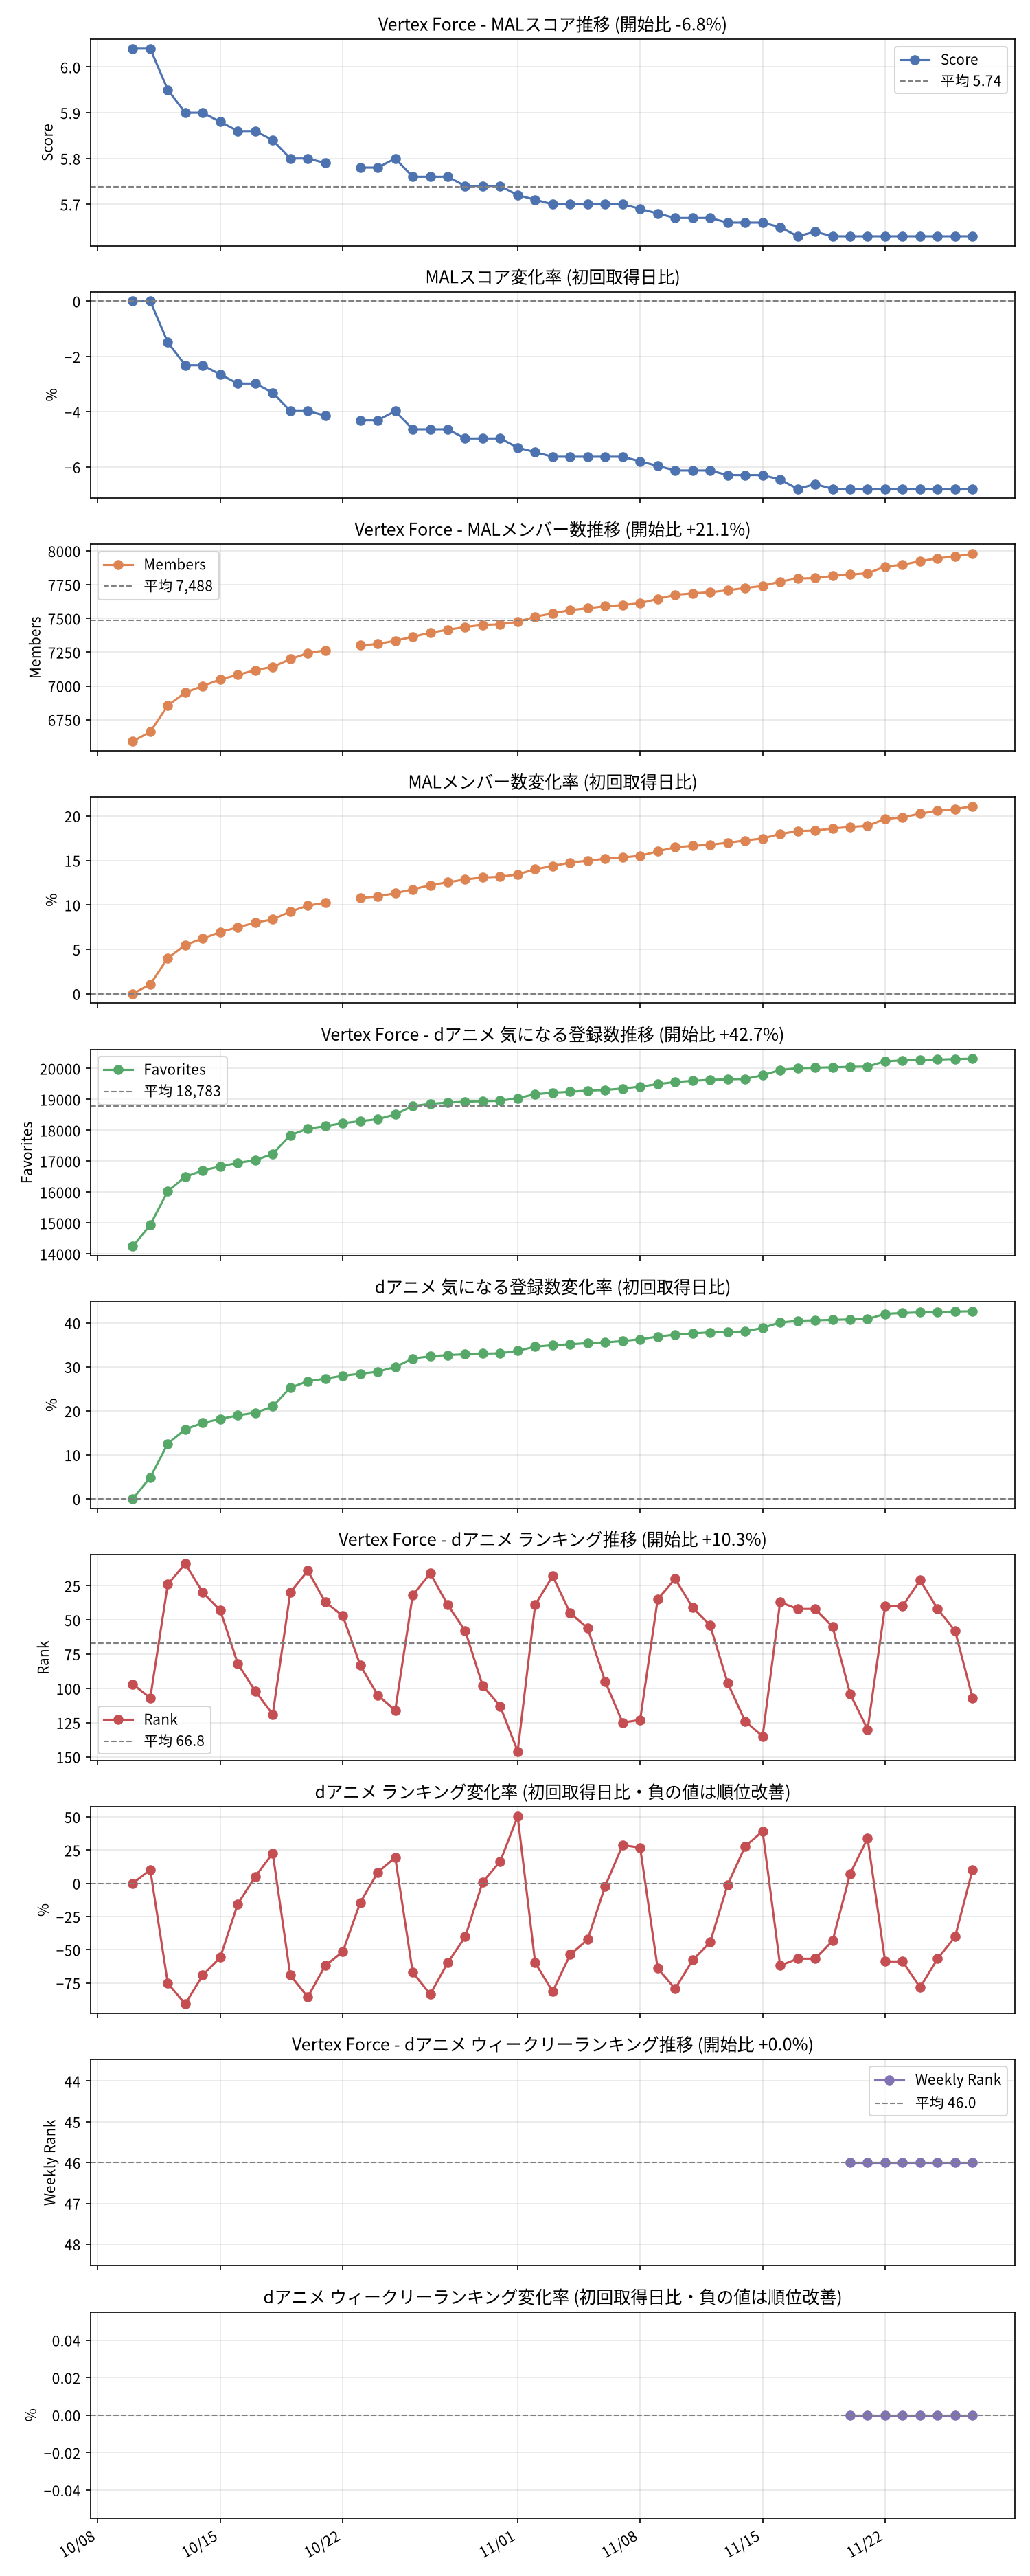 Vertex Force - MALスコア推移 (開始比 -6.8%)
Score
6.0
5.9
5.8
5.7
Score
平均 5.74
MALスコア変化率 (初回取得日比)
%
0
−2
−4
−6
Vertex Force - MALメンバー数推移 (開始比 +21.1%)
Members
8000
7750
7500
7250
7000
6750
Members
平均 7,488
MALメンバー数変化率 (初回取得日比)
%
20
15
10
5
0
Vertex Force - dアニメ 気になる登録数推移 (開始比 +42.7%)
Favorites
20000
19000
18000
17000
16000
15000
14000
Favorites
平均 18,783
dアニメ 気になる登録数変化率 (初回取得日比)
%
40
30
20
10
0
Vertex Force - dアニメ ランキング推移 (開始比 +10.3%)
Rank
25
50
75
100
125
150
Rank
平均 66.8
dアニメ ランキング変化率 (初回取得日比・負の値は順位改善)
%
50
25
0
−25
−50
−75
Vertex Force - dアニメ ウィークリーランキング推移 (開始比 +0.0%)
Weekly Rank
44
45
46
47
48
Weekly Rank
平均 46.0
dアニメ ウィークリーランキング変化率 (初回取得日比・負の値は順位改善)
%
0.04
0.02
0.00
−0.02
−0.04
10/08
10/15
10/22
11/01
11/08
11/15
11/22